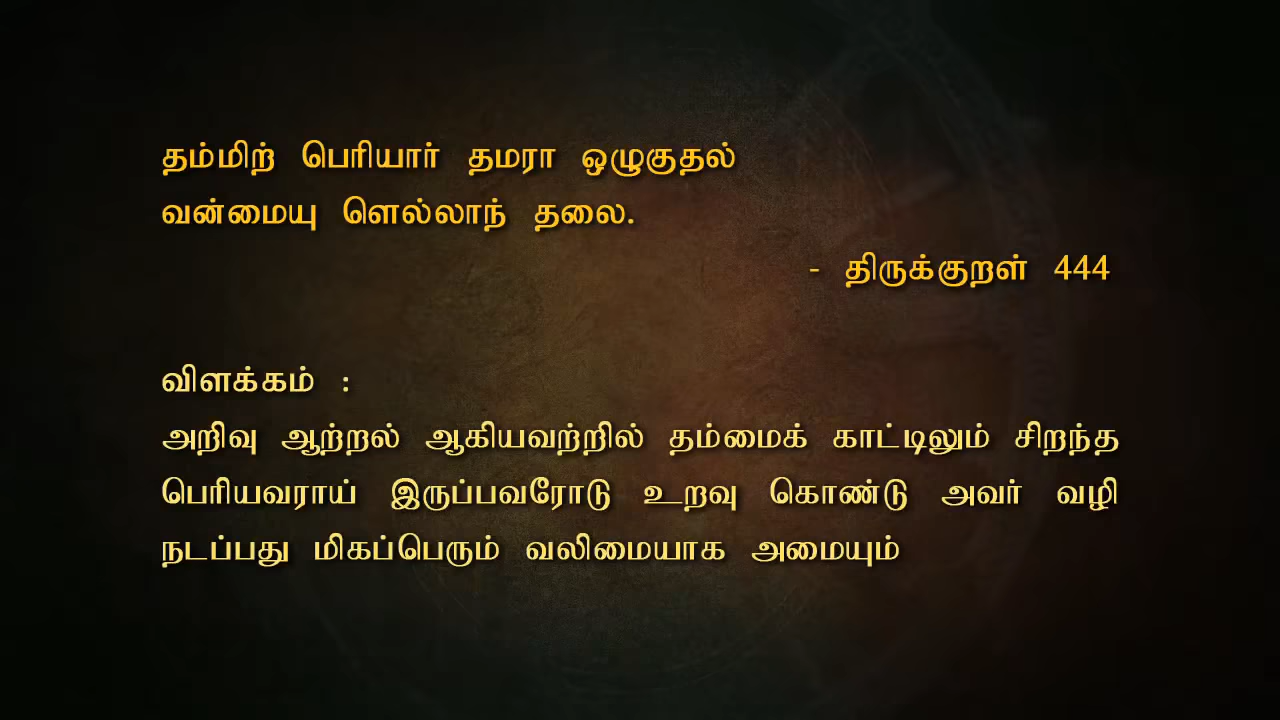 தம்மிற் பெரியார் தமரா ஒழுகுதல்
வன்மையு ளெல்லாந் தலை.
- திருக்குறள் 444
விளக்கம் :
அறிவு ஆற்றல் ஆகியவற்றில் தம்மைக் காட்டிலும் சிறந்த
பெரியவராய் இருப்பவரோடு உறவு கொண்டு அவர் வழி
நடப்பது மிகப்பெரும் வலிமையாக அமையும்